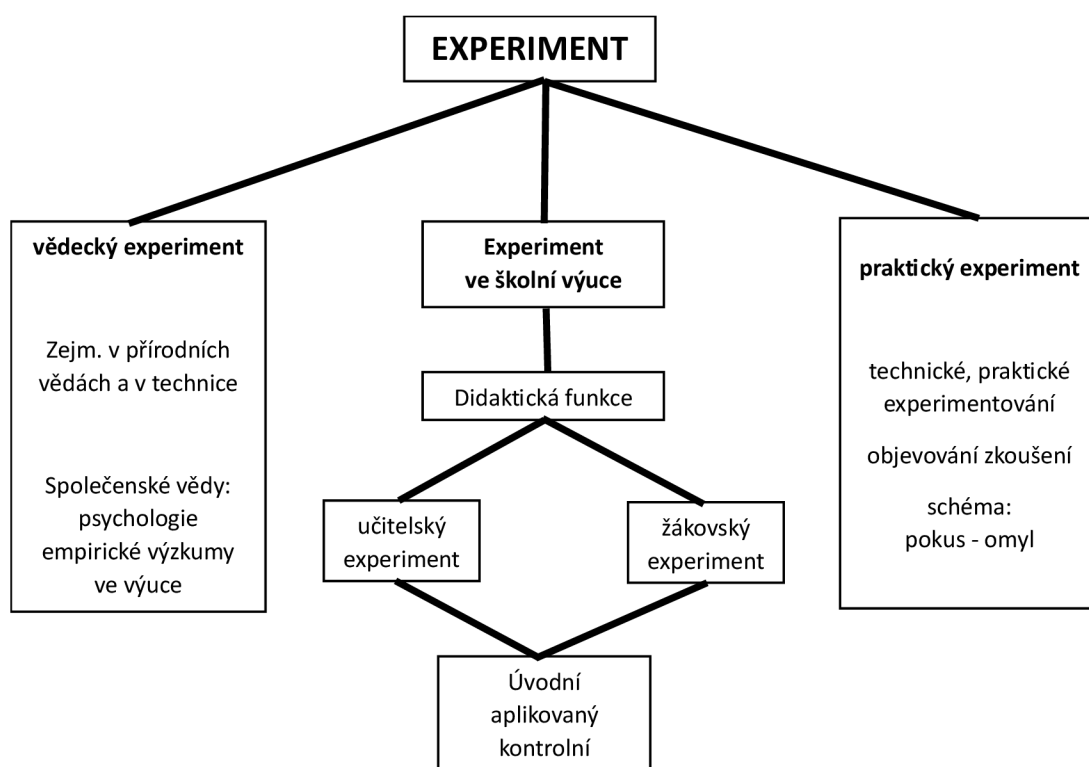 EXPERIMENT
vědecký experiment
Zejm. v přírodních
vědách a v technice
Společenské vědy:
psychologie
empirické výzkumy
ve výuce
Experiment
ve školní výuce
Didaktická funkce
učitelský
experiment
žákovský
experiment
Úvodní
aplikovaný
kontrolní
praktický experiment
technické, praktické
experimentování
objevování zkoušení
schéma:
pokus - omyl